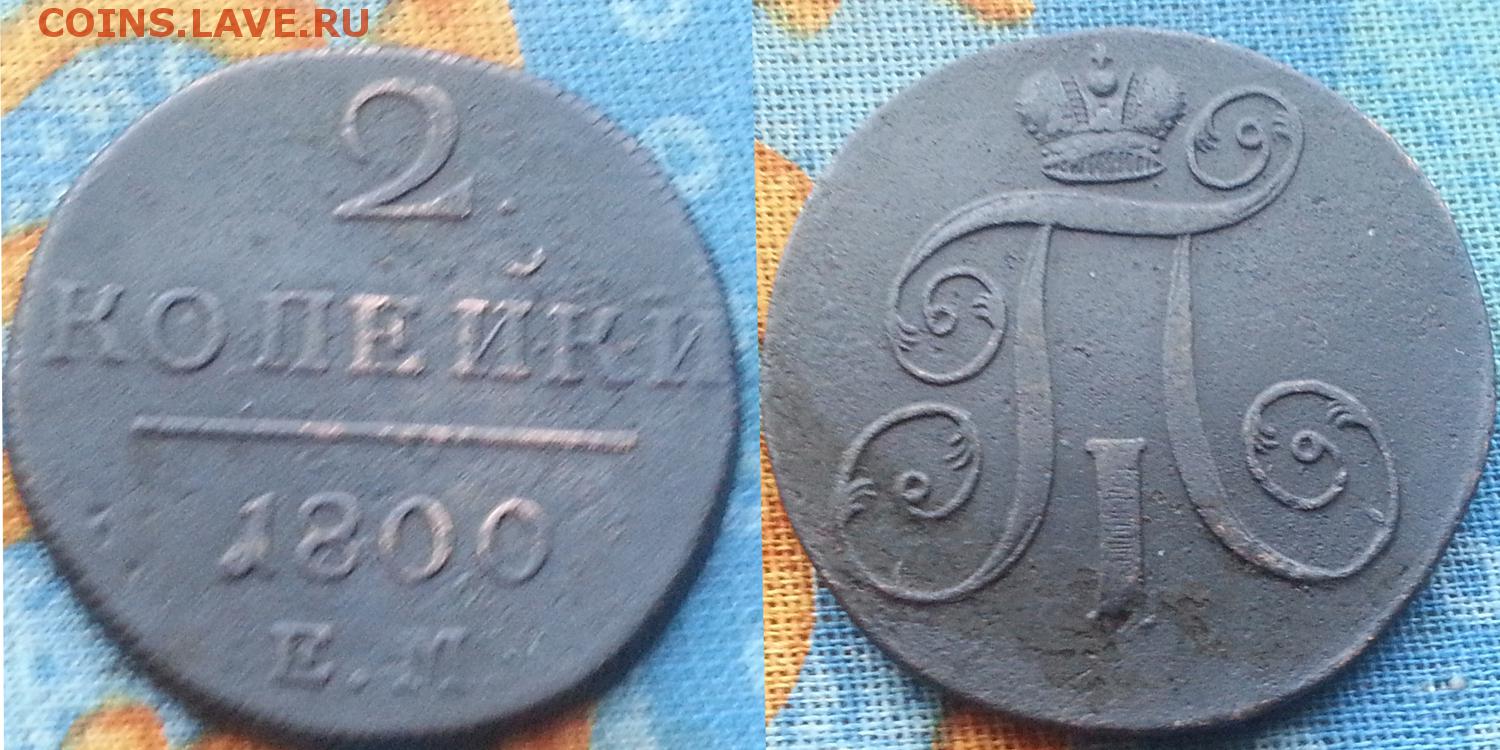 COINS.LAVE.RU
2.
КОПЕЙКИ
1800
Е.М
П
I